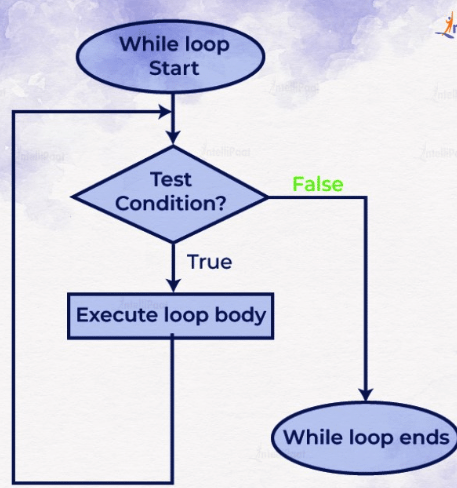 While loop
Start
Test
Condition?
False
True
Execute loop body
While loop ends